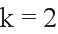 k = 2